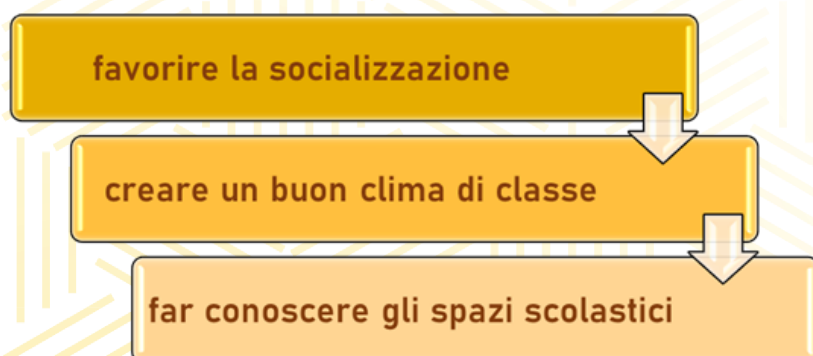 favorire la socializzazione
creare un buon clima di classe
far conoscere gli spazi scolastici